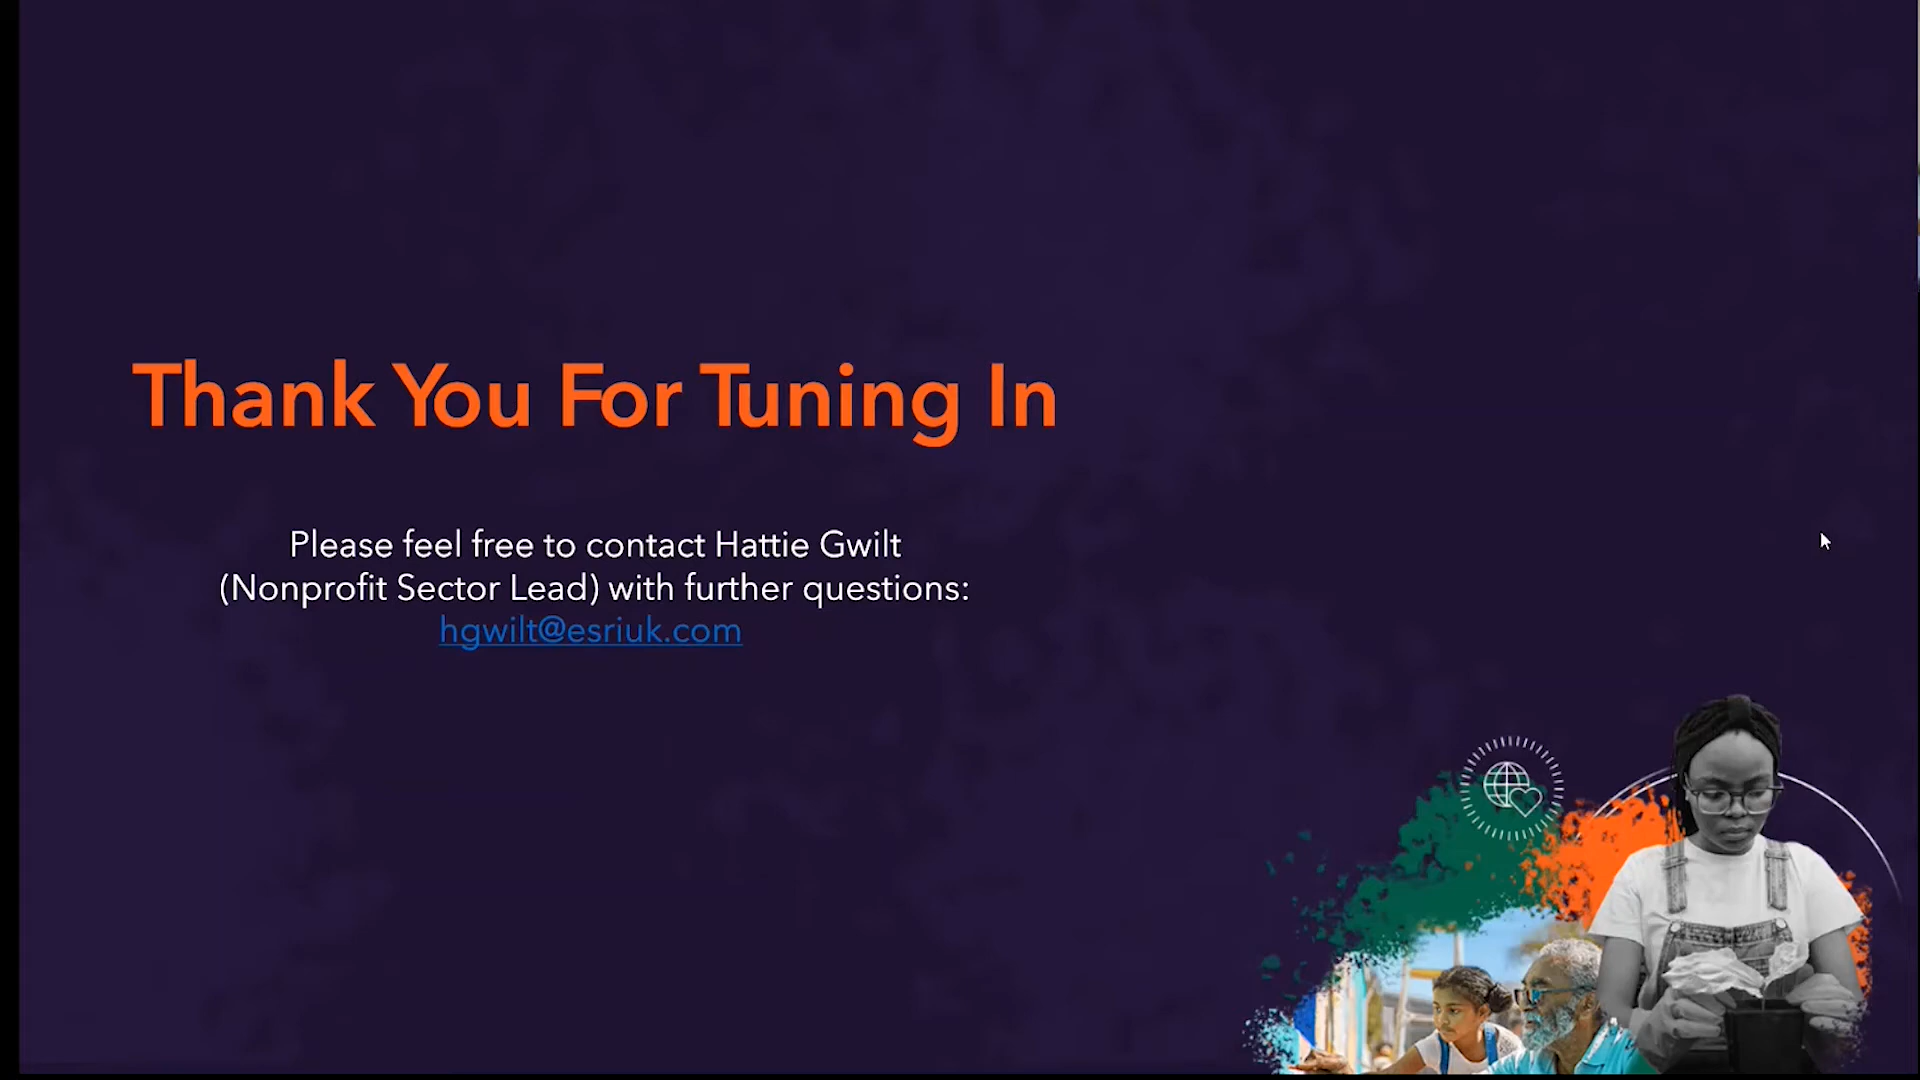 Thank You For Tuning In
Please feel free to contact Hattie Gwilt
(Nonprofit Sector Lead) with further questions:
hgwilt@esriuk.com